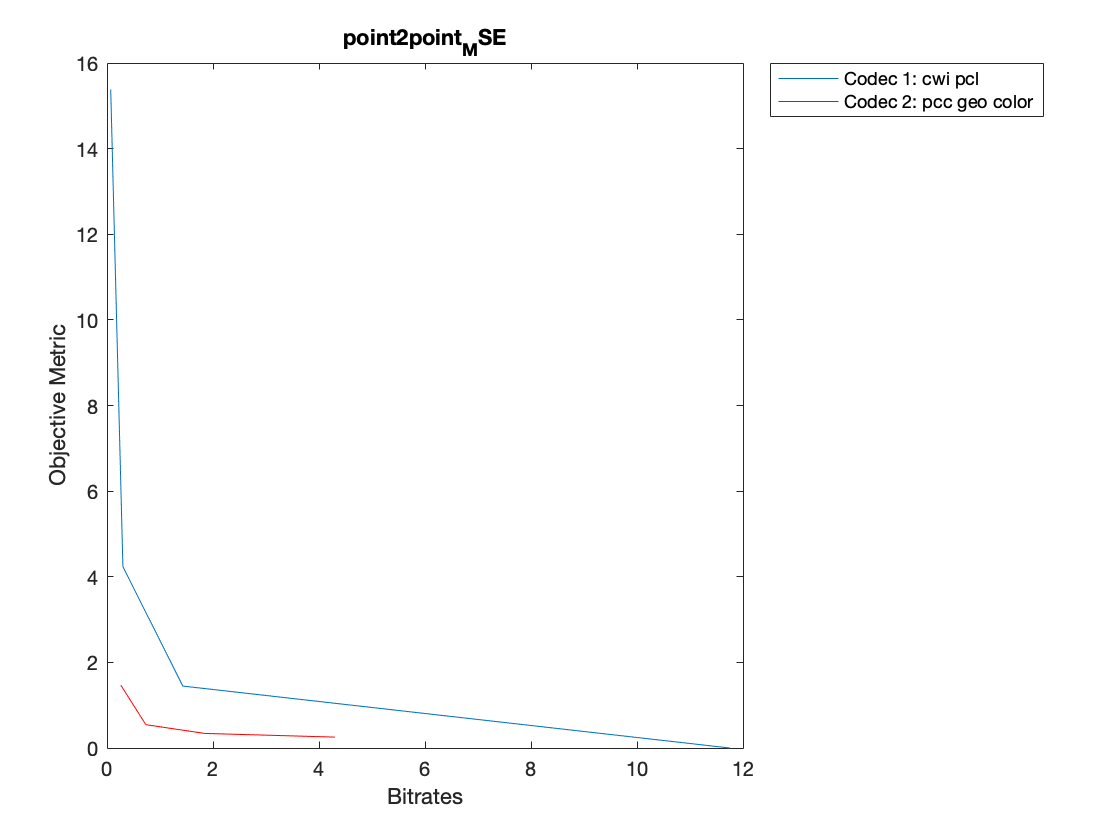 point2point_MSE
Codec 1: cwi pcl
Codec 2: pcc geo color
16
14
12
10
8
6
4
2
0
Objective Metric
0 2 4 6 8 10 12
Bitrates